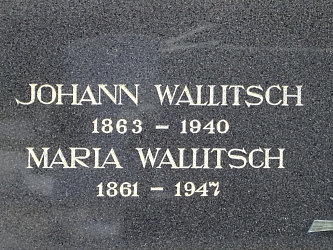 JOHANN WALLITSCH
1863 – 1940
MARIA WALLITSCH
1861 – 1947